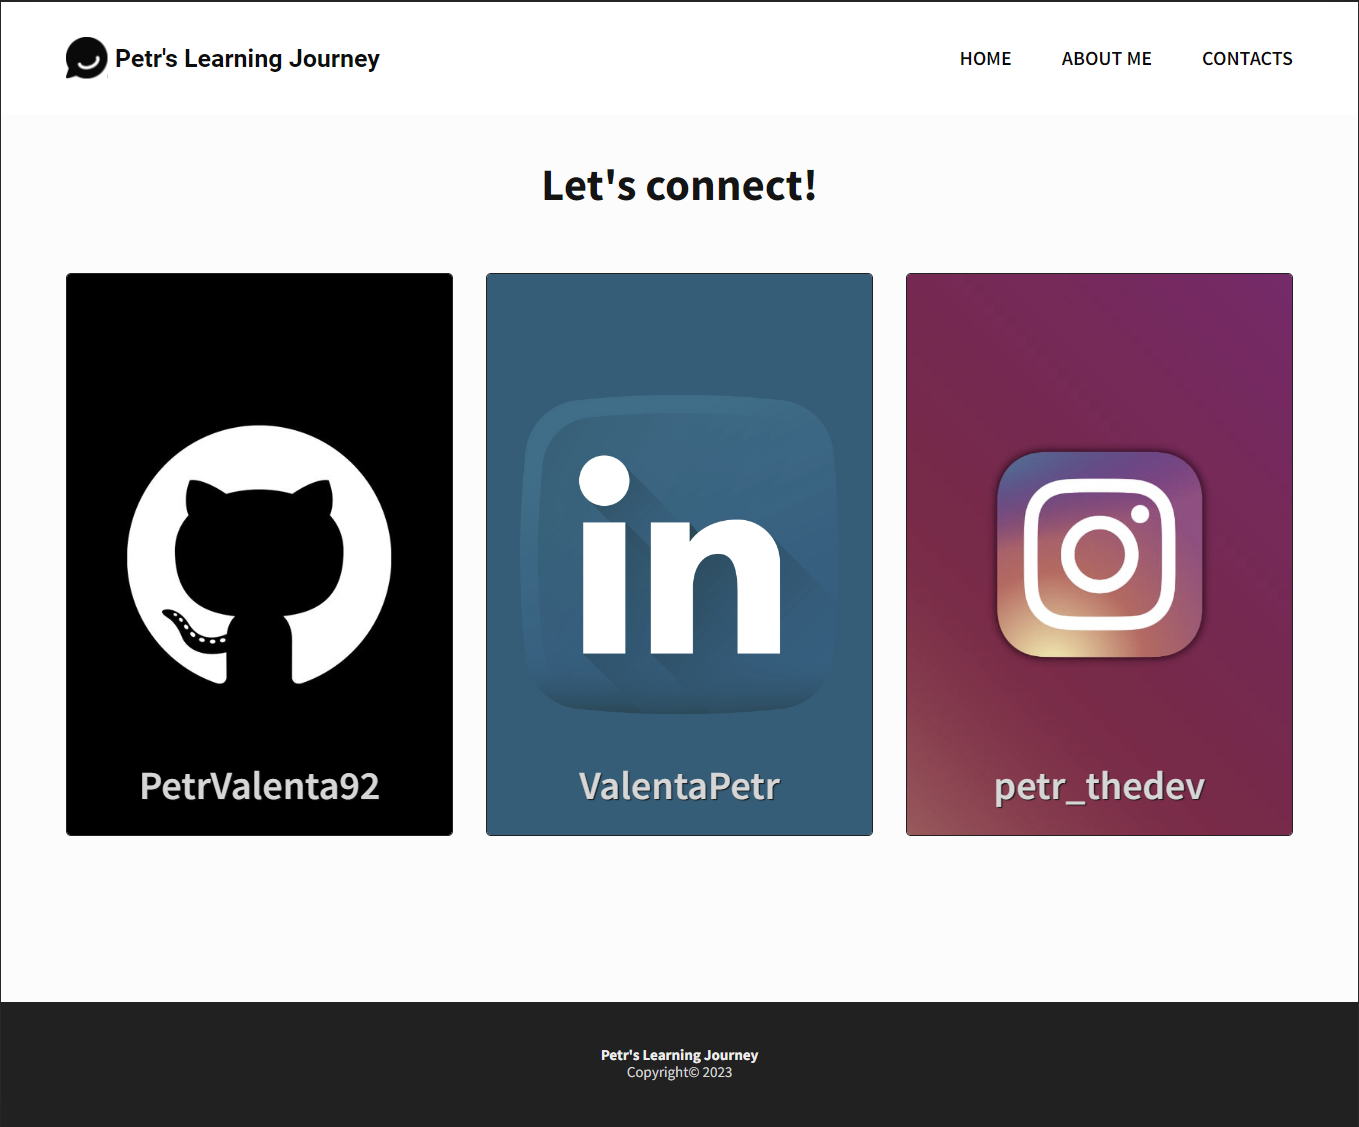 Petr's Learning Journey
HOME
ABOUT ME
CONTACTS
Let's connect!
in
PetrValenta92
ValentaPetr
petr_thedev
Petr's Learning Journey
Copyright© 2023